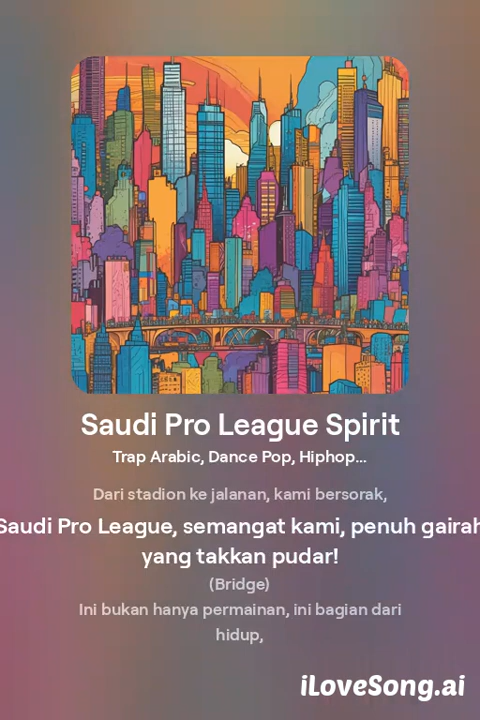 Saudi Pro League Spirit
Trap Arabic, Dance Pop, Hiphop...
Dari stadion ke jalanan, kami bersorak,
Saudi Pro League, semangat kami, penuh gairah
yang takkan pudar!
(Bridge)
Ini bukan hanya permainan, ini bagian dari
hidup,
iLoveSong.ai